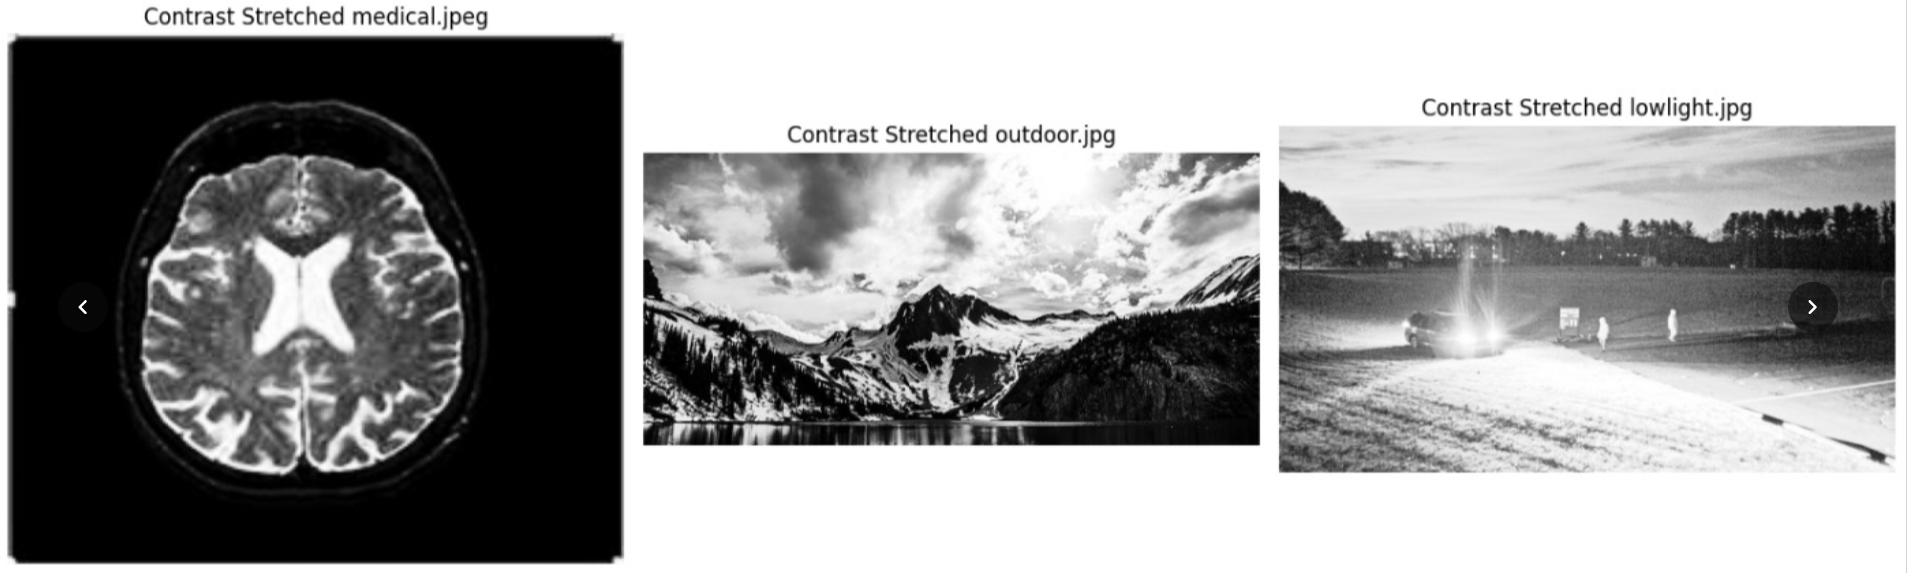 Contrast Stretched medical.jpeg
Contrast Stretched outdoor.jpg
Contrast Stretched lowlight.jpg